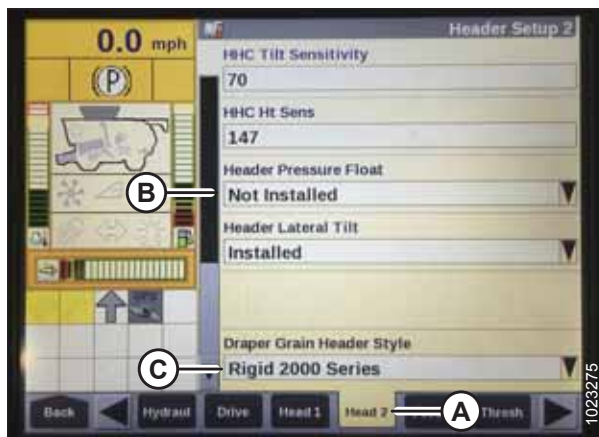 0.0 mph
Header Setup 2
(P)
HHC Tilt Sensitivity
70
HHC Ht Sens
147
Header Pressure Float
B
Not Installed
Header Lateral Tilt
Installed
Draper Grain Header Style
C
Rigid 2000 Series
Back
Hydraul
Drive
Head 1
Head 2
A
Thresh
1023275